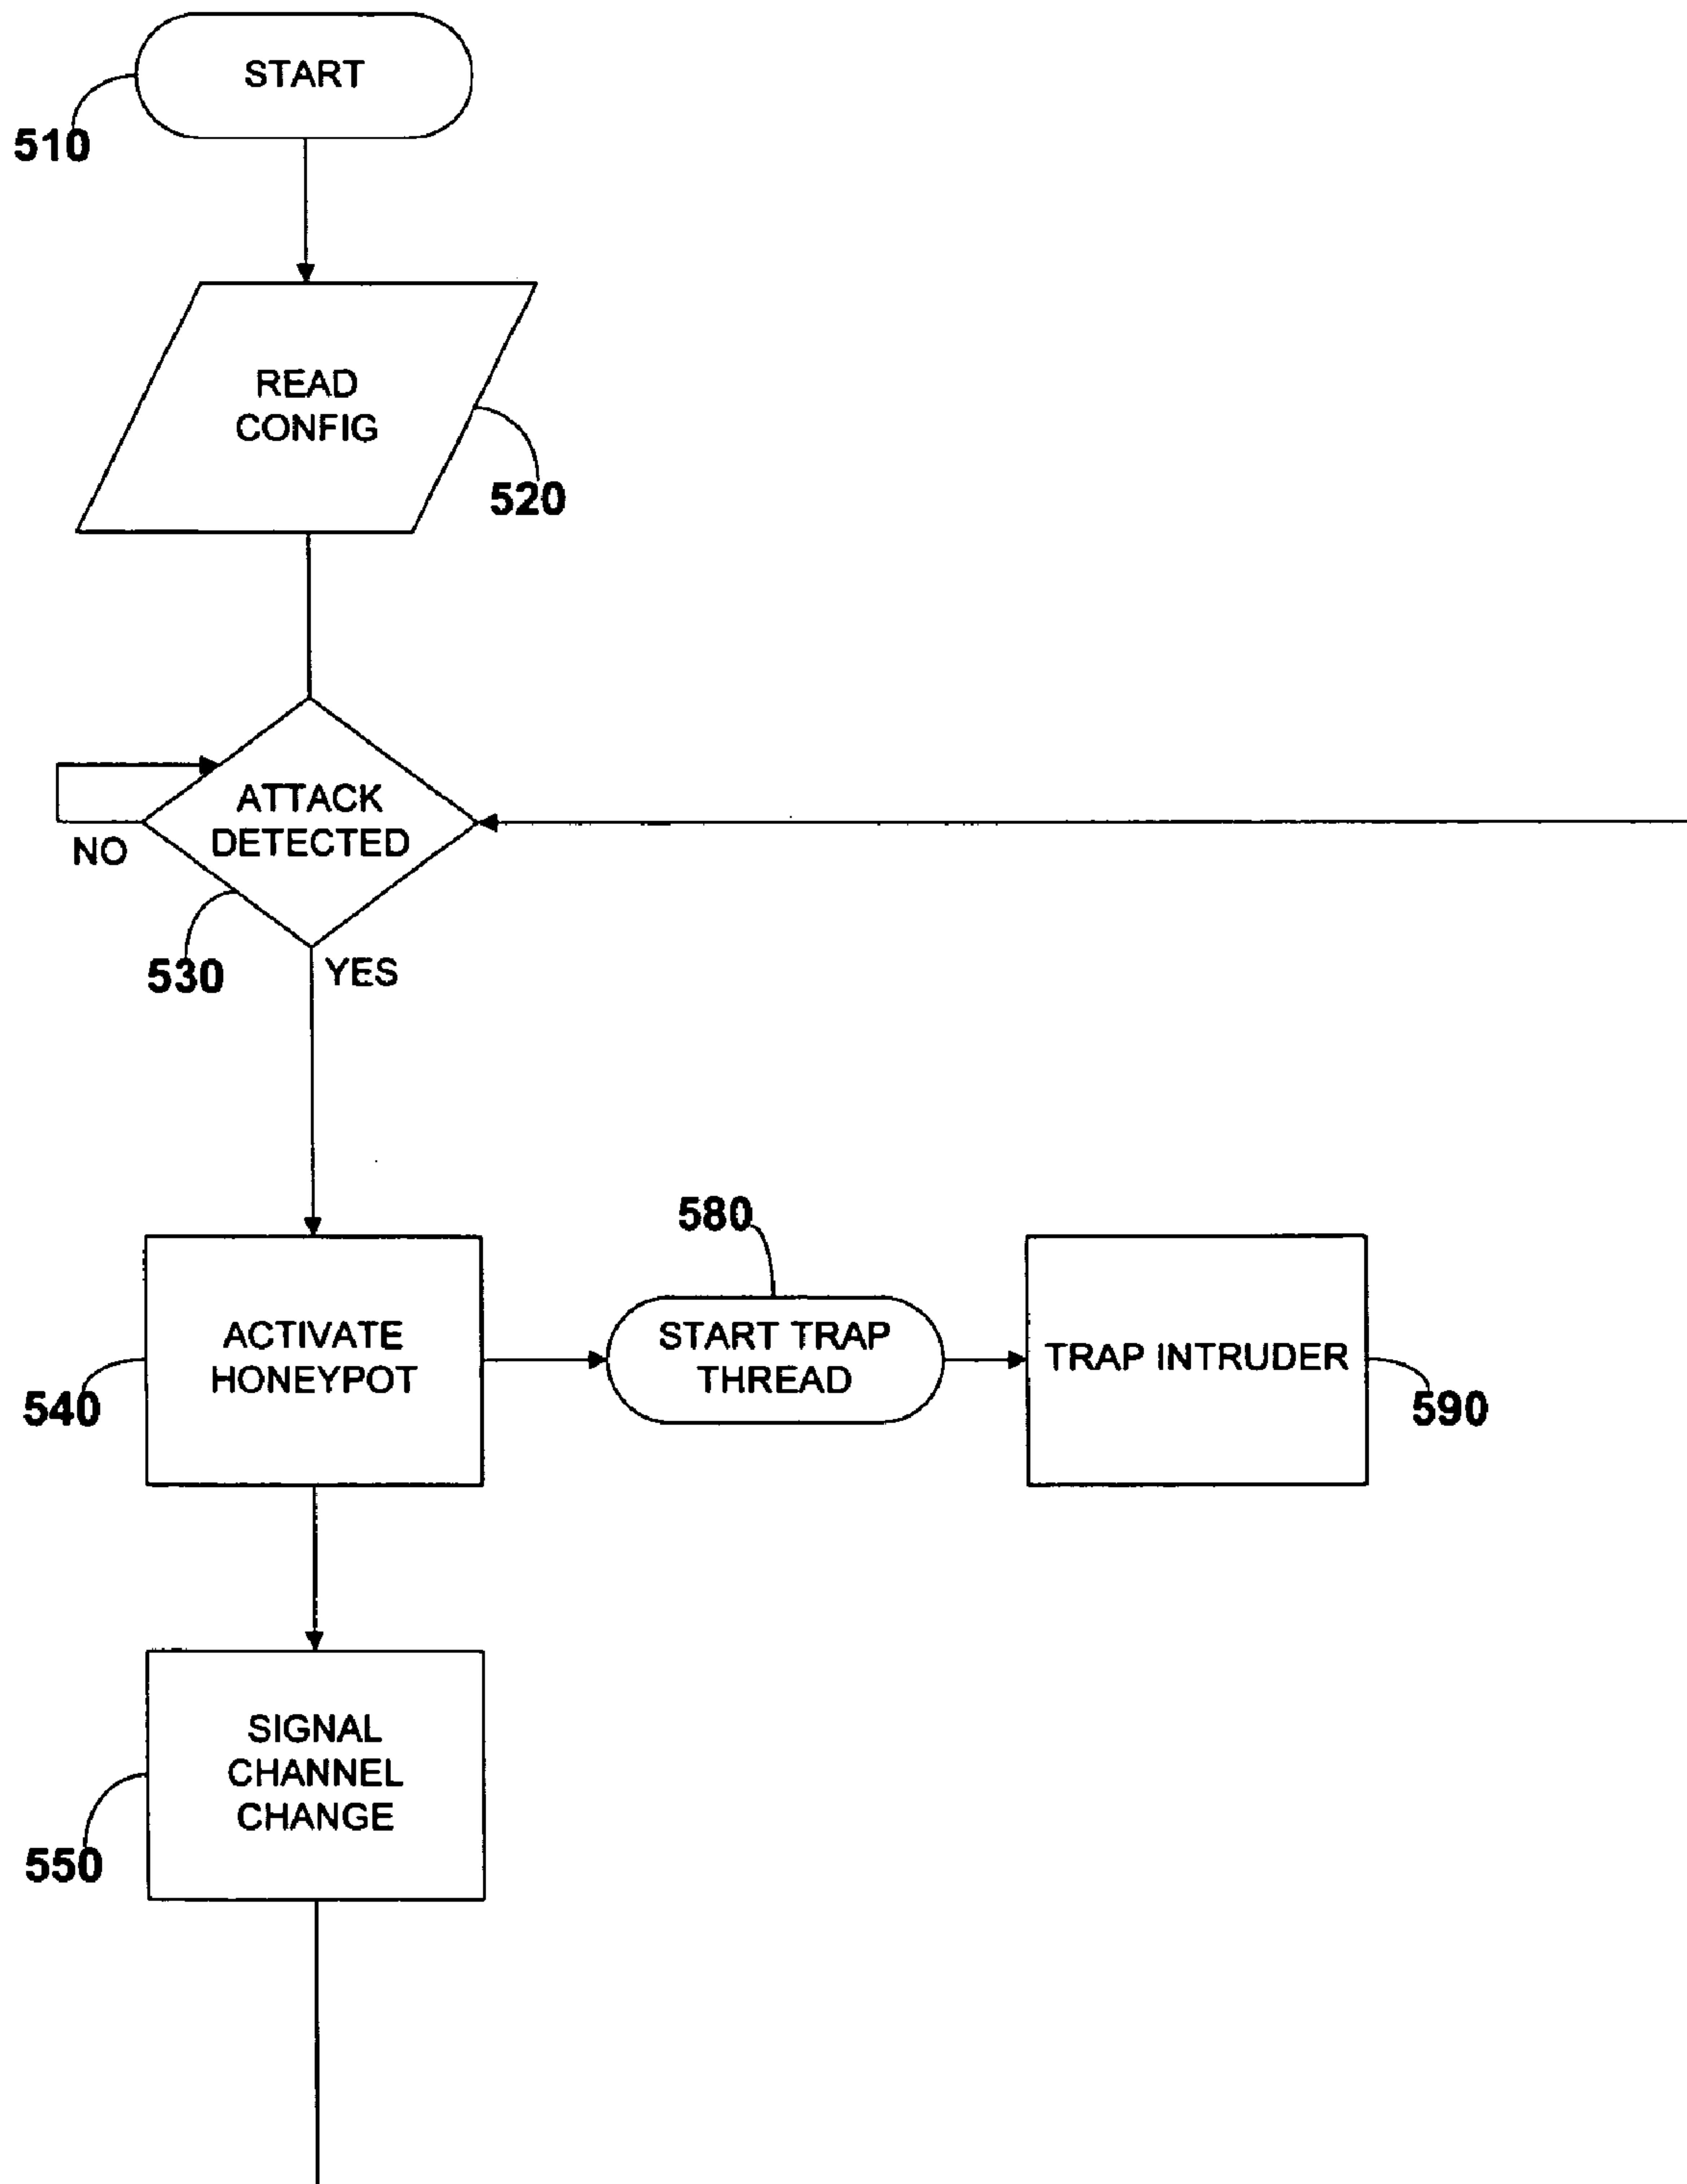 START
510
READ
CONFIG
520
ATTACK
DETECTED
NO
530
YES
580
ACTIVATE
HONEYPOT
START TRAP
THREAD
TRAP INTRUDER
540
590
SIGNAL
CHANNEL
CHANGE
550